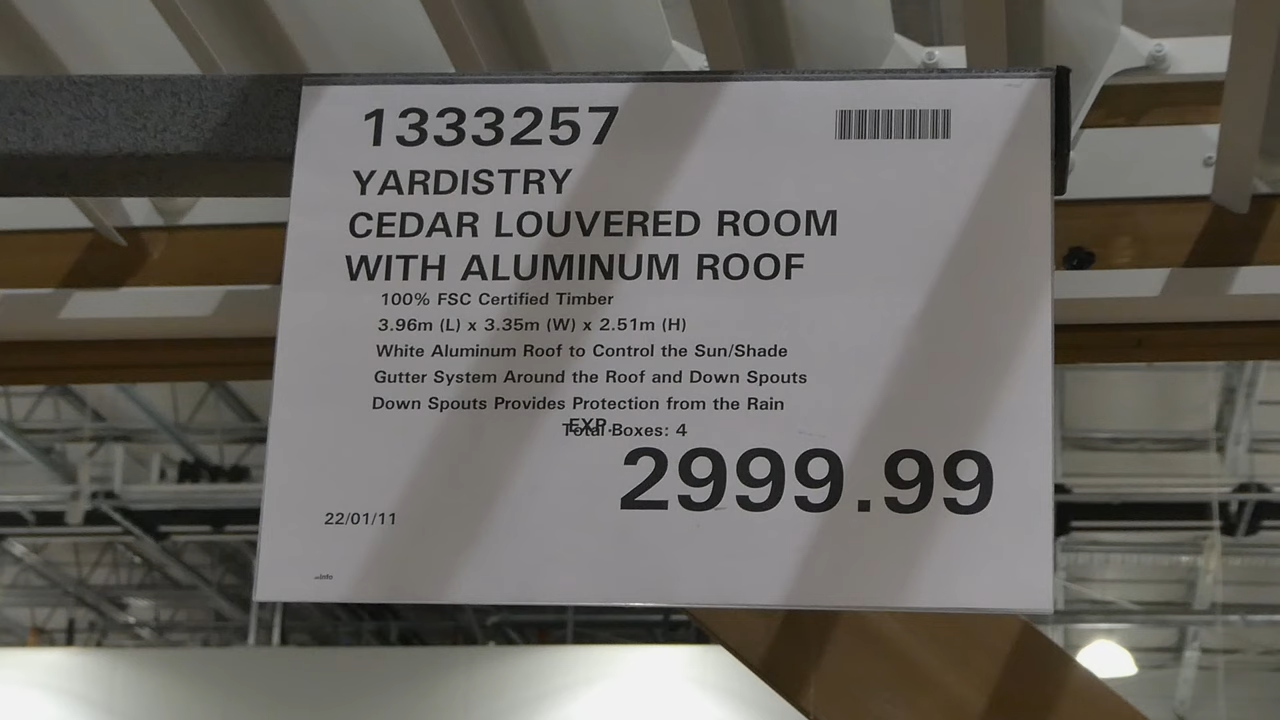 1333257
YARDISTRY
CEDAR LOUVERED ROOM
WITH ALUMINUM ROOF
100% FSC Certified Timber
3.96m (L) x 3.35m (W) x 2.51m (H)
White Aluminum Roof to Control the Sun/Shade
Gutter System Around the Roof and Down Spouts
Down Spouts Provides Protection from the Rain
EXP.
Total Boxes: 4
2999.99
22/01/11